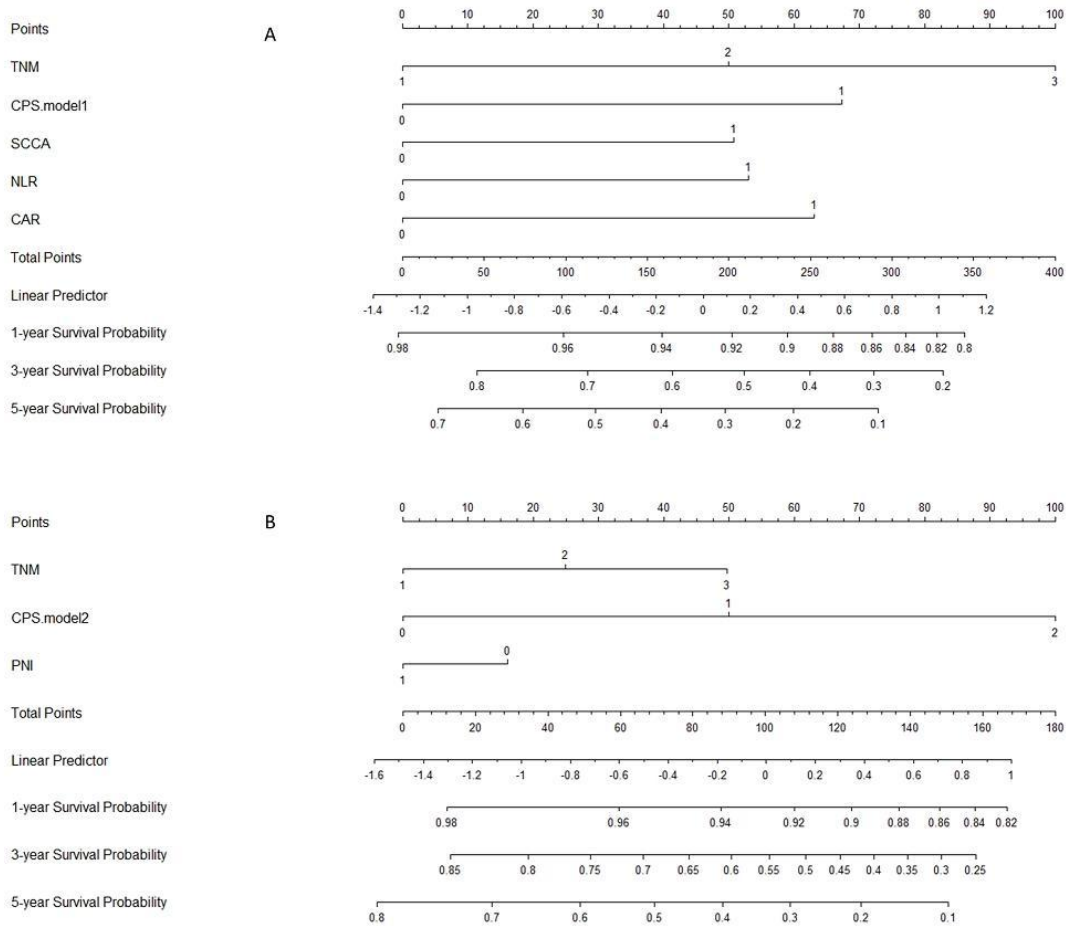 0 10 20 30 40 50 60 70 80 90 100
Points
A
2
TNM
1 3
1
CPS.model1
0
1
SCCA
0
1
NLR
0
1
CAR
0
Total Points
0 50 100 150 200 250 300 350 400
Linear Predictor
-1.4 -1.2 -1 -0.8 -0.6 -0.4 -0.2 0 0.2 0.4 0.6 0.8 1 1.2
1-year Survival Probability
0.98 0.96 0.94 0.92 0.9 0.88 0.86 0.84 0.82 0.8
3-year Survival Probability
0.8 0.7 0.6 0.5 0.4 0.3 0.2
5-year Survival Probability
0.7 0.6 0.5 0.4 0.3 0.2 0.1
0 10 20 30 40 50 60 70 80 90 100
Points
B
2
TNM
1 3
1
CPS.model2
0 2
0
PNI
1
Total Points
0 20 40 60 80 100 120 140 160 180
Linear Predictor
-1.6 -1.4 -1.2 -1 -0.8 -0.6 -0.4 -0.2 0 0.2 0.4 0.6 0.8 1
1-year Survival Probability
0.98 0.96 0.94 0.92 0.9 0.88 0.86 0.84 0.82
3-year Survival Probability
0.85 0.8 0.75 0.7 0.65 0.6 0.55 0.5 0.45 0.4 0.35 0.3 0.25
5-year Survival Probability
0.8 0.7 0.6 0.5 0.4 0.3 0.2 0.1